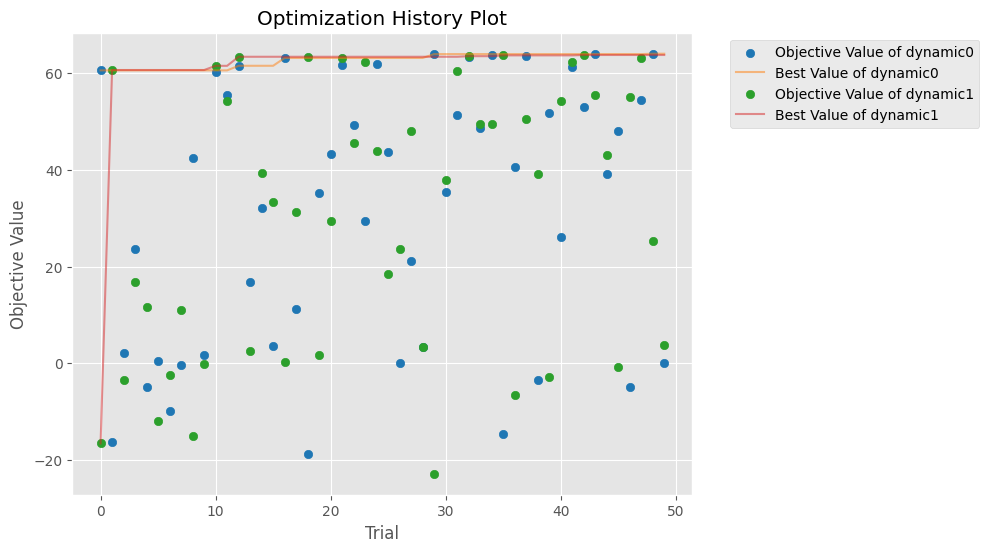 Optimization History Plot
Objective Value
60
40
20
0
−20
0 10 20 30 40 50
Trial
Objective Value of dynamic0
Best Value of dynamic0
Objective Value of dynamic1
Best Value of dynamic1